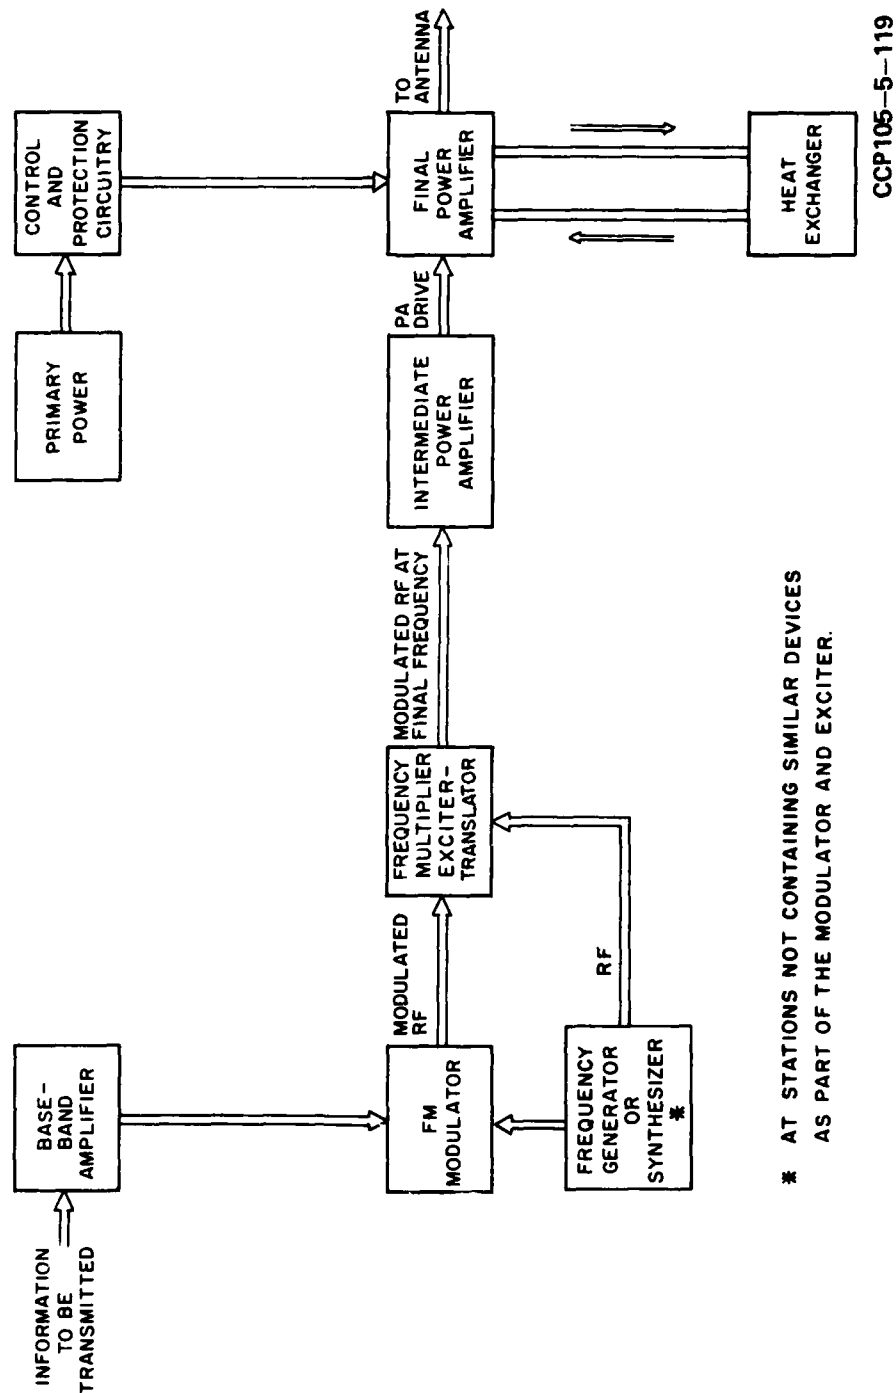 INFORMATION
TO BE
TRANSMITTED
BASE-
BAND
AMPLIFIER
PRIMARY
POWER
CONTROL
AND
PROTECTION
CIRCUITRY
FM
MODULATOR
MODULATED
RF
FREQUENCY
MULTIPLIER
EXCITER-
TRANSLATOR
MODULATED RF AT
FINAL FREQUENCY
INTERMEDIATE
POWER
AMPLIFIER
PA
DRIVE
FINAL
POWER
AMPLIFIER
TO
ANTENNA
FREQUENCY
GENERATOR
OR
SYNTHESIZER
*
RF
HEAT
EXCHANGER
* AT STATIONS NOT CONTAINING SIMILAR DEVICES
AS PART OF THE MODULATOR AND EXCITER.
CCP105-5-119